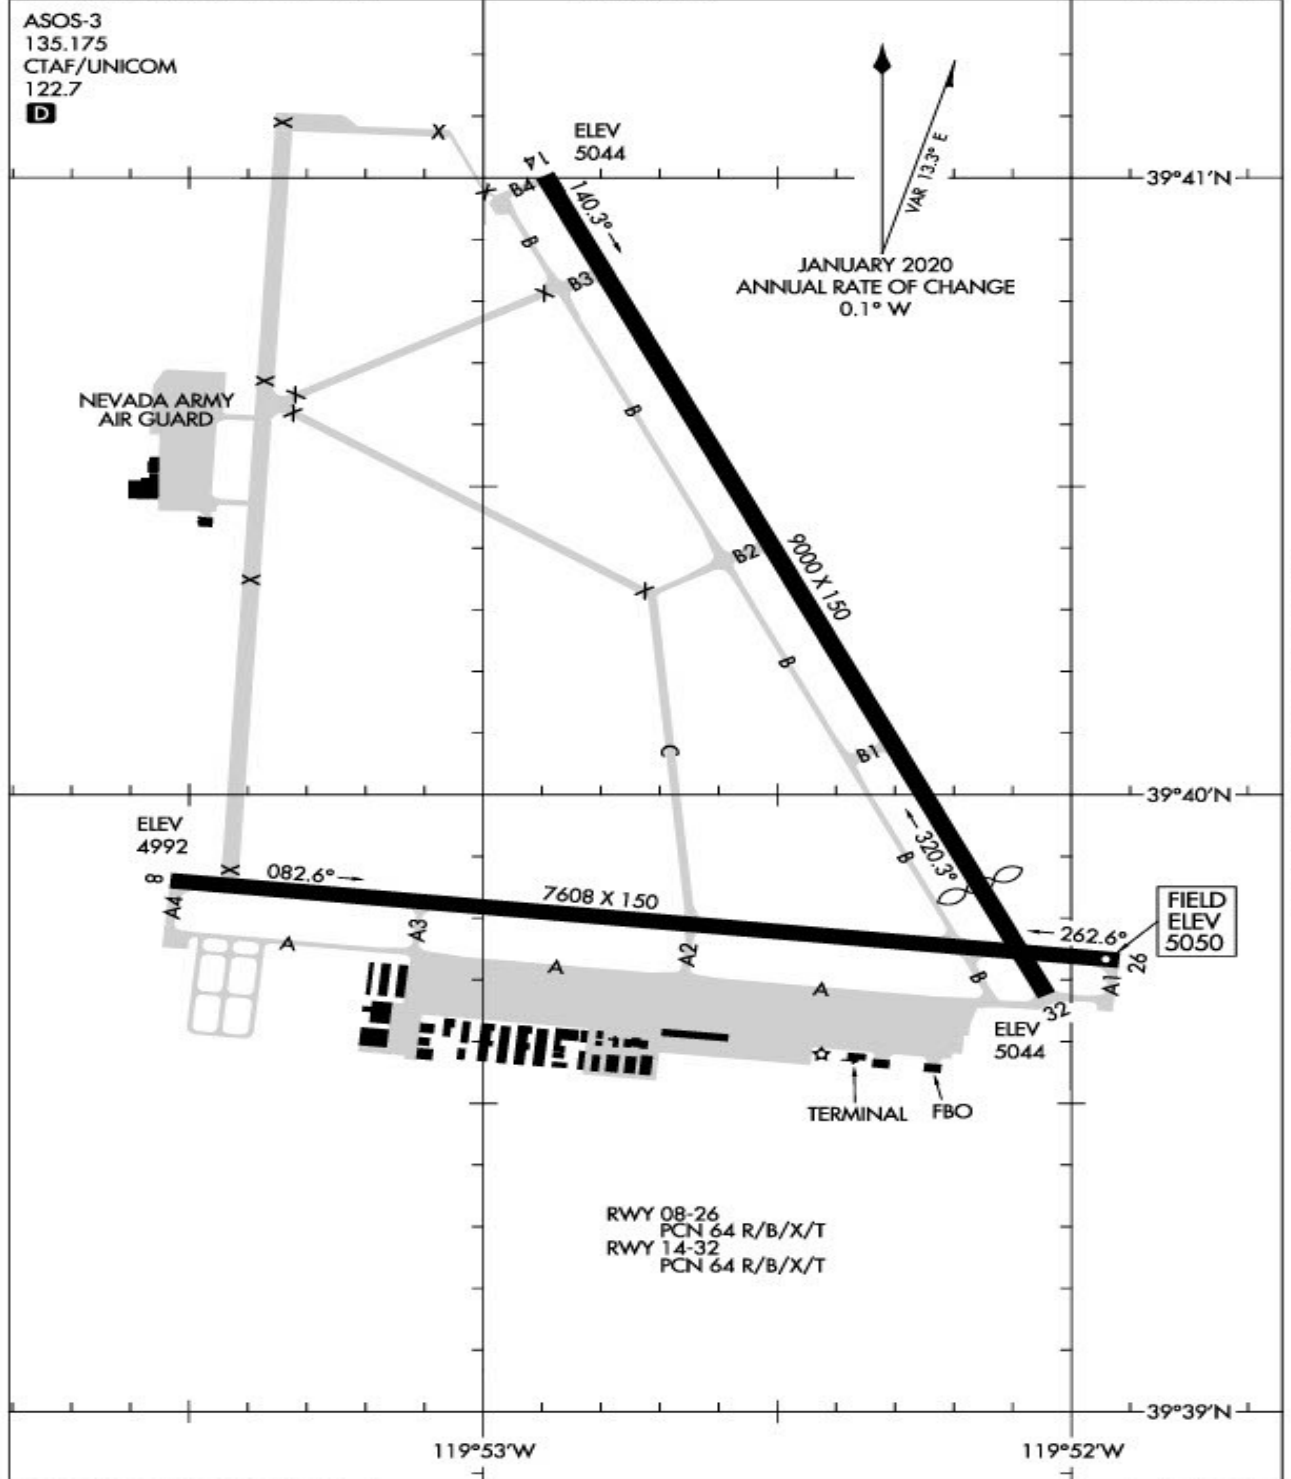 ASOS-3
135.175
CTAF/UNICOM
122.7
D
X
X
ELEV
5044
14
VAR 13.3° E
39°41'N
X
B4
140.3°
B
JANUARY 2020
ANNUAL RATE OF CHANGE
0.1° W
B3
X
X
X
X
NEVADA ARMY
AIR GUARD
B
9000 X 150
B2
X
X
B
C
B1
39°40'N
ELEV
4992
320.3°
B
X
8
082.6°
7608 X 150
FIELD
ELEV
5050
A4
A3
262.6°
26
A
A2
A
B
A
A1
32
ELEV
5044
TERMINAL
FBO
RWY 08-26
PCN 64 R/B/X/T
RWY 14-32
PCN 64 R/B/X/T
39°39'N
119°53'W
119°52'W